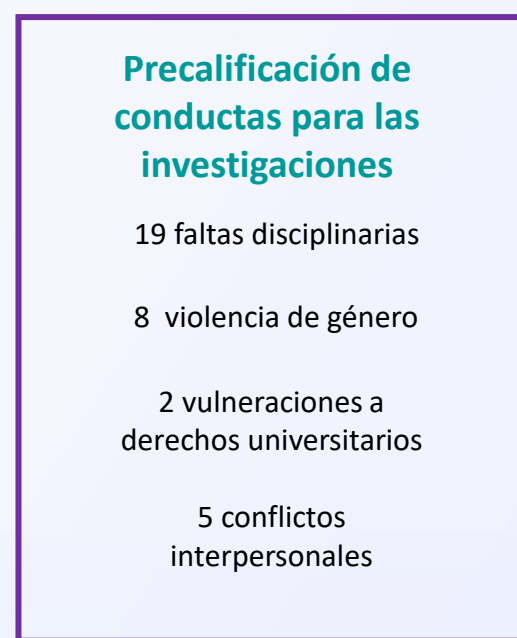 Precalificación de
conductas para las
investigaciones
19 faltas disciplinarias
8 violencia de género
2 vulneraciones a
derechos universitarios
5 conflictos
interpersonales